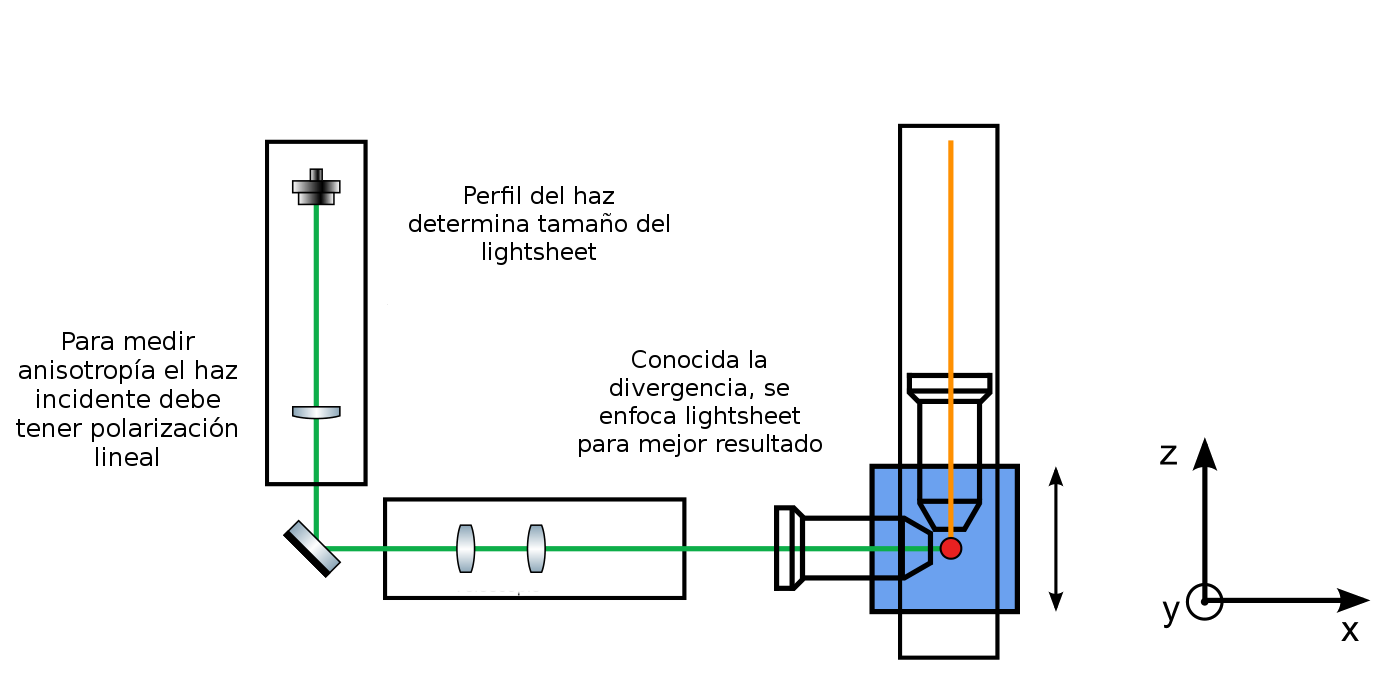 Perfil del haz
determina tamaño del
lightsheet
Para medir
anisotropía el haz
incidente debe
tener polarización
lineal
Conocida la
divergencia, se
enfoca lightsheet
para mejor resultado
z
y
x